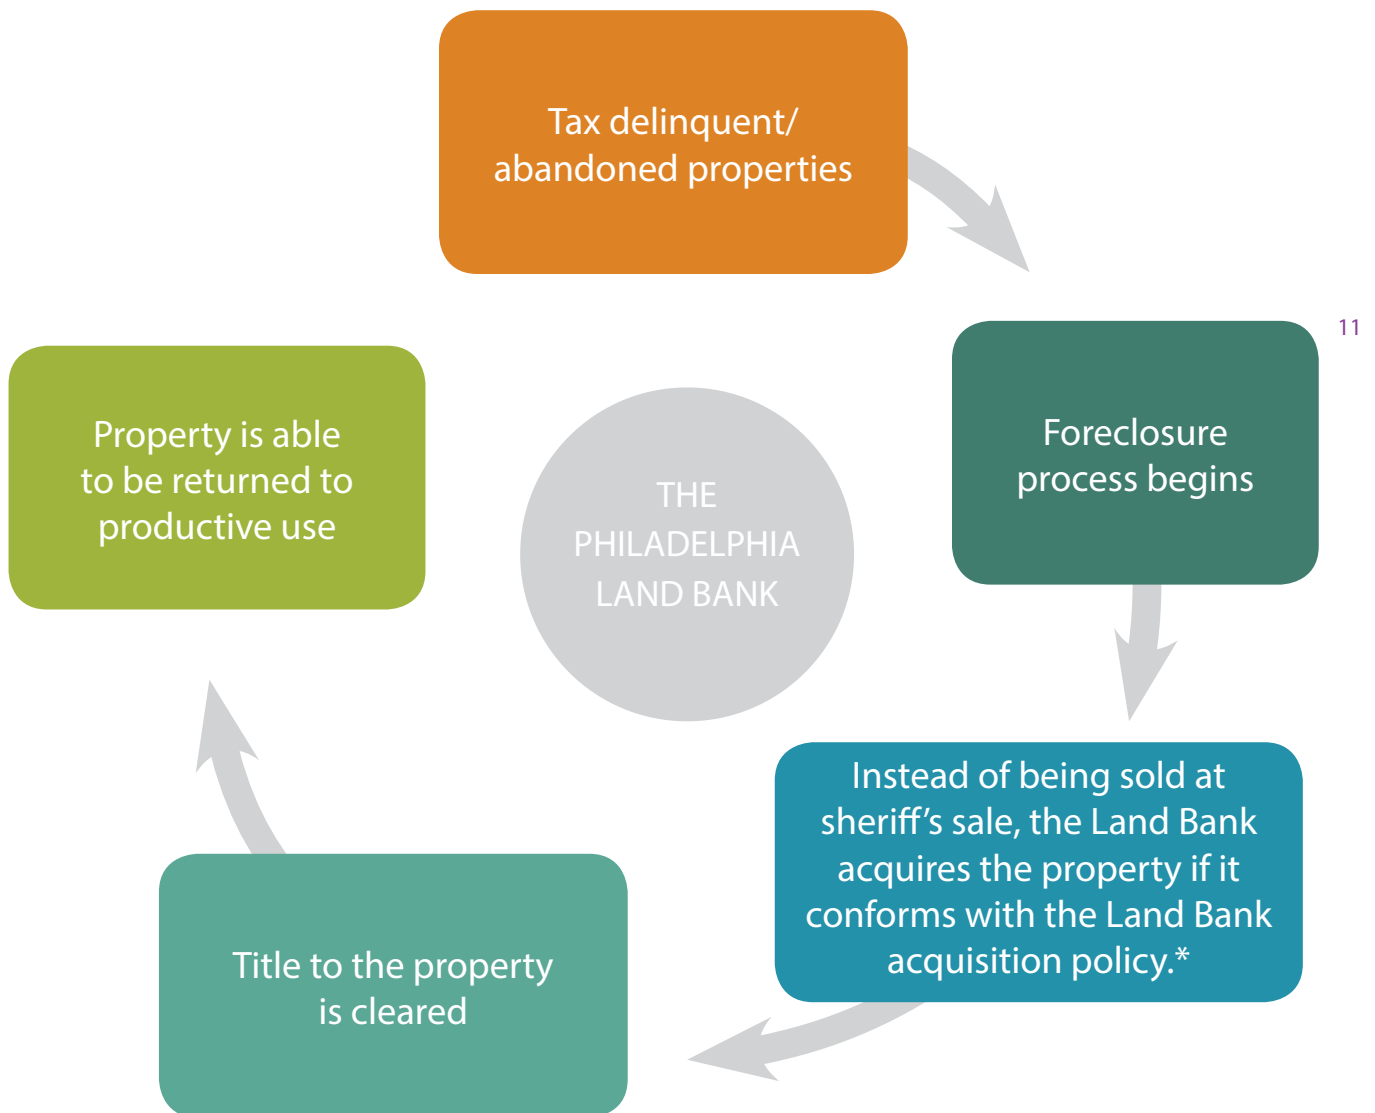 Tax delinquent/
abandoned properties
11
Foreclosure
process begins
Instead of being sold at
sheriff's sale, the Land Bank
acquires the property if it
conforms with the Land Bank
acquisition policy.*
Title to the property
is cleared
Property is able
to be returned to
productive use
THE
PHILADELPHIA
LAND BANK